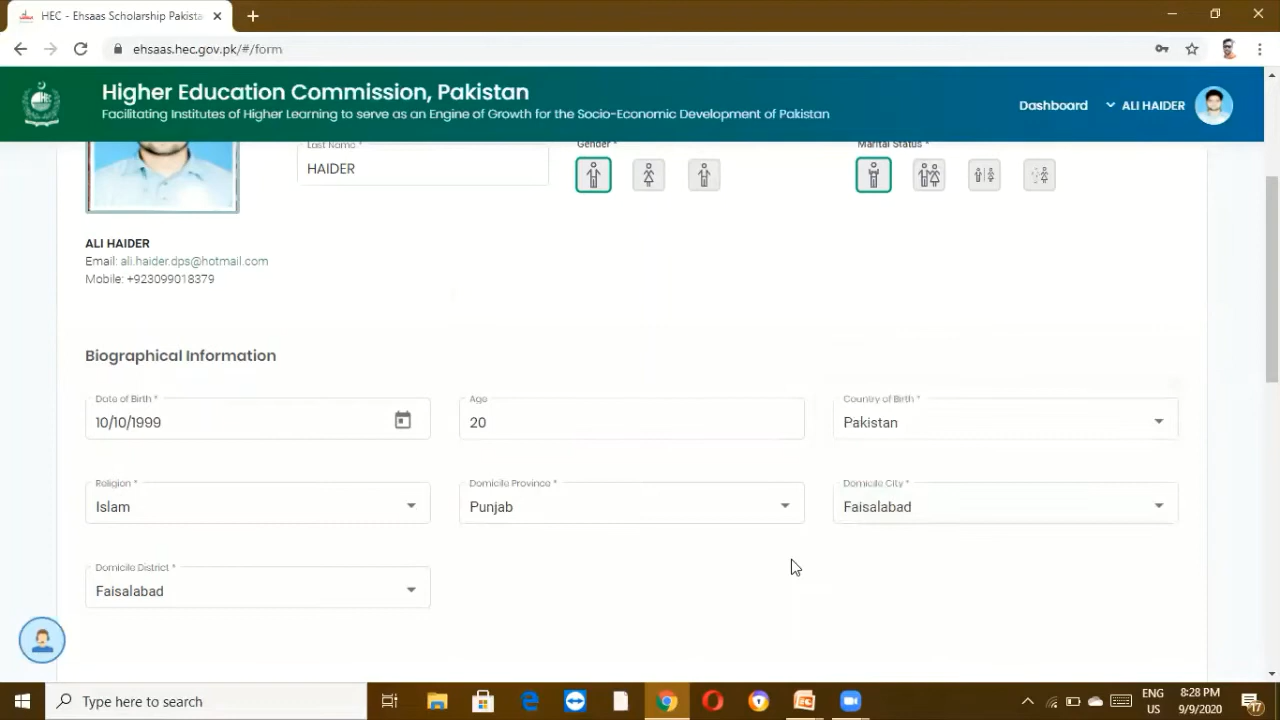 HEC - Ehsaas Scholarship Pakista
ehsaas.hec.gov.pk/#/form
Higher Education Commission, Pakistan
Facilitating Institutes of Higher Learning to serve as an Engine of Growth for the Socio-Economic Development of Pakistan
Dashboard
ALI HAIDER
Last Name *
Gender *
Marital Status *
HAIDER
ALI HAIDER
Email: ali.haider.dps@hotmail.com
Mobile: +923099018379
Biographical Information
Date of Birth *
Age
Country of Birth *
10/10/1999
20
Pakistan
Religion *
Domicile Province *
Domicile City *
Islam
Punjab
Faisalabad
Domicile District *
Faisalabad
Type here to search
ENG
US
8:28 PM
9/9/2020
17